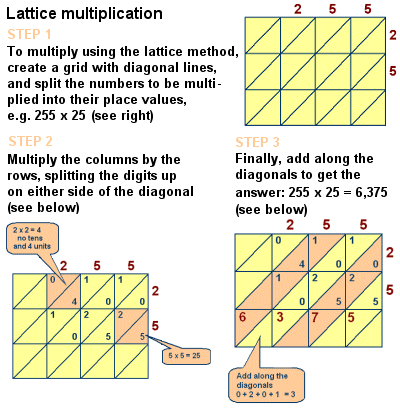 Lattice multiplication
STEP 1
To multiply using the lattice method,
create a grid with diagonal lines,
and split the numbers to be multi-
plied into their place values,
e.g. 255 x 25 (see right)
2 5 5
2
5
STEP 2
Multiply the columns by the
rows, splitting the digits up
on either side of the diagonal
(see below)
2 x 2 = 4
no tens
and 4 units
2 5 5
0 1 1
4 0 0
2
1 2 2
0 5 5
5
5 x 5 = 25
STEP 3
Finally, add along the
diagonals to get the
answer: 255 x 25 = 6,375
(see below)
2 5 5
0 1 1
4 0 0
2
1 2 2
0 5 5
5
6 3 7 5
Add along the
diagonals
0 + 2 + 0 + 1 = 3